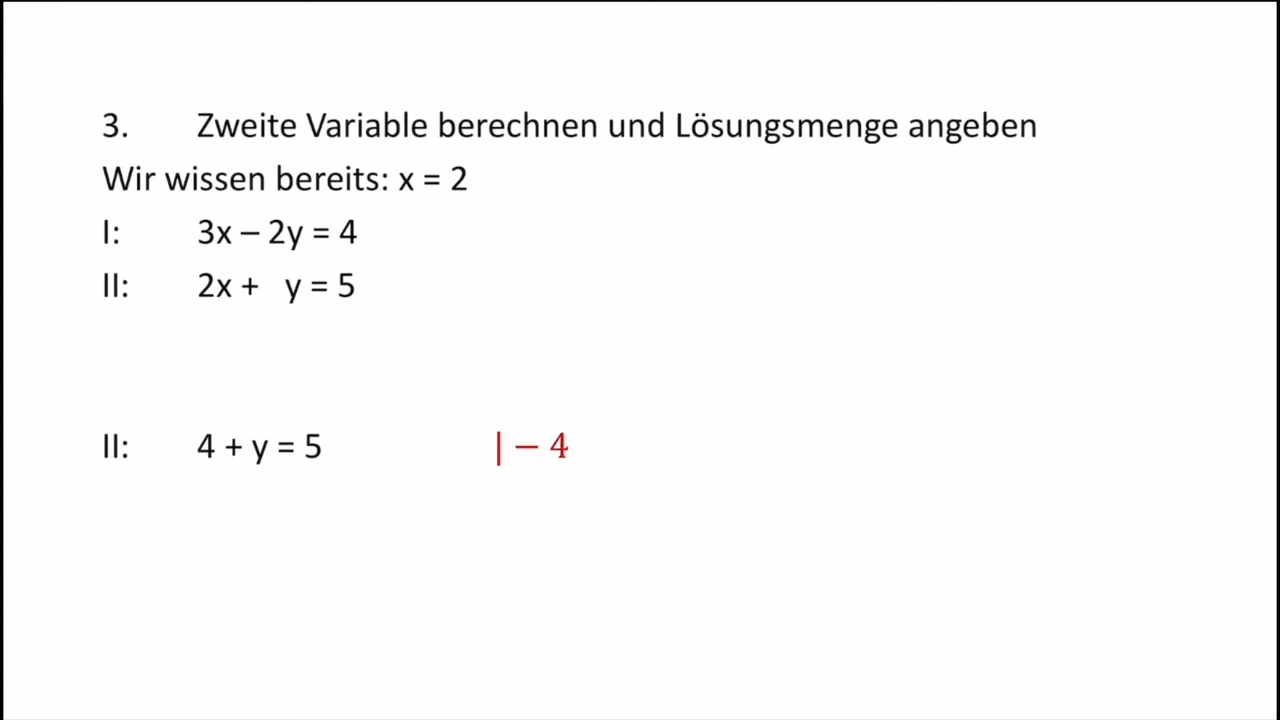 3. Zweite Variable berechnen und Lösungsmenge angeben
Wir wissen bereits: x = 2
I: 3x – 2y = 4
II: 2x + y = 5
II: 4 + y = 5 | – 4